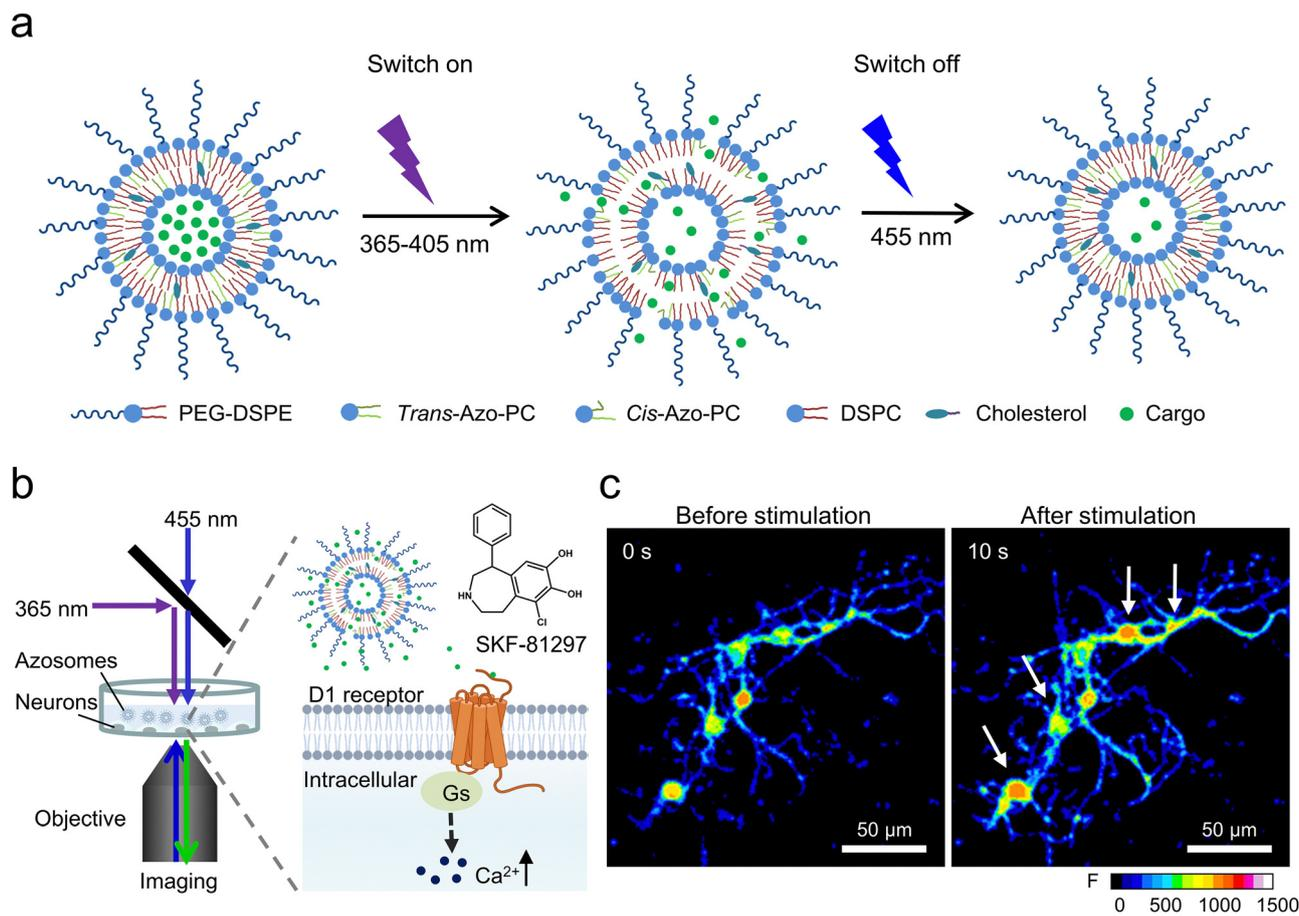 a
Switch on
Switch off
365-405 nm
455 nm
PEG-DSPE
Trans-Azo-PC
Cis-Azo-PC
DSPC
Cholesterol
Cargo
b
455 nm
365 nm
Azosomes
Neurons
Objective
Imaging
OH
OH
HN
Cl
SKF-81297
D1 receptor
Intracellular
Gs
Ca²⁺
c
Before stimulation
After stimulation
0 s
10 s
50 µm
50 µm
F
0 500 1000 1500